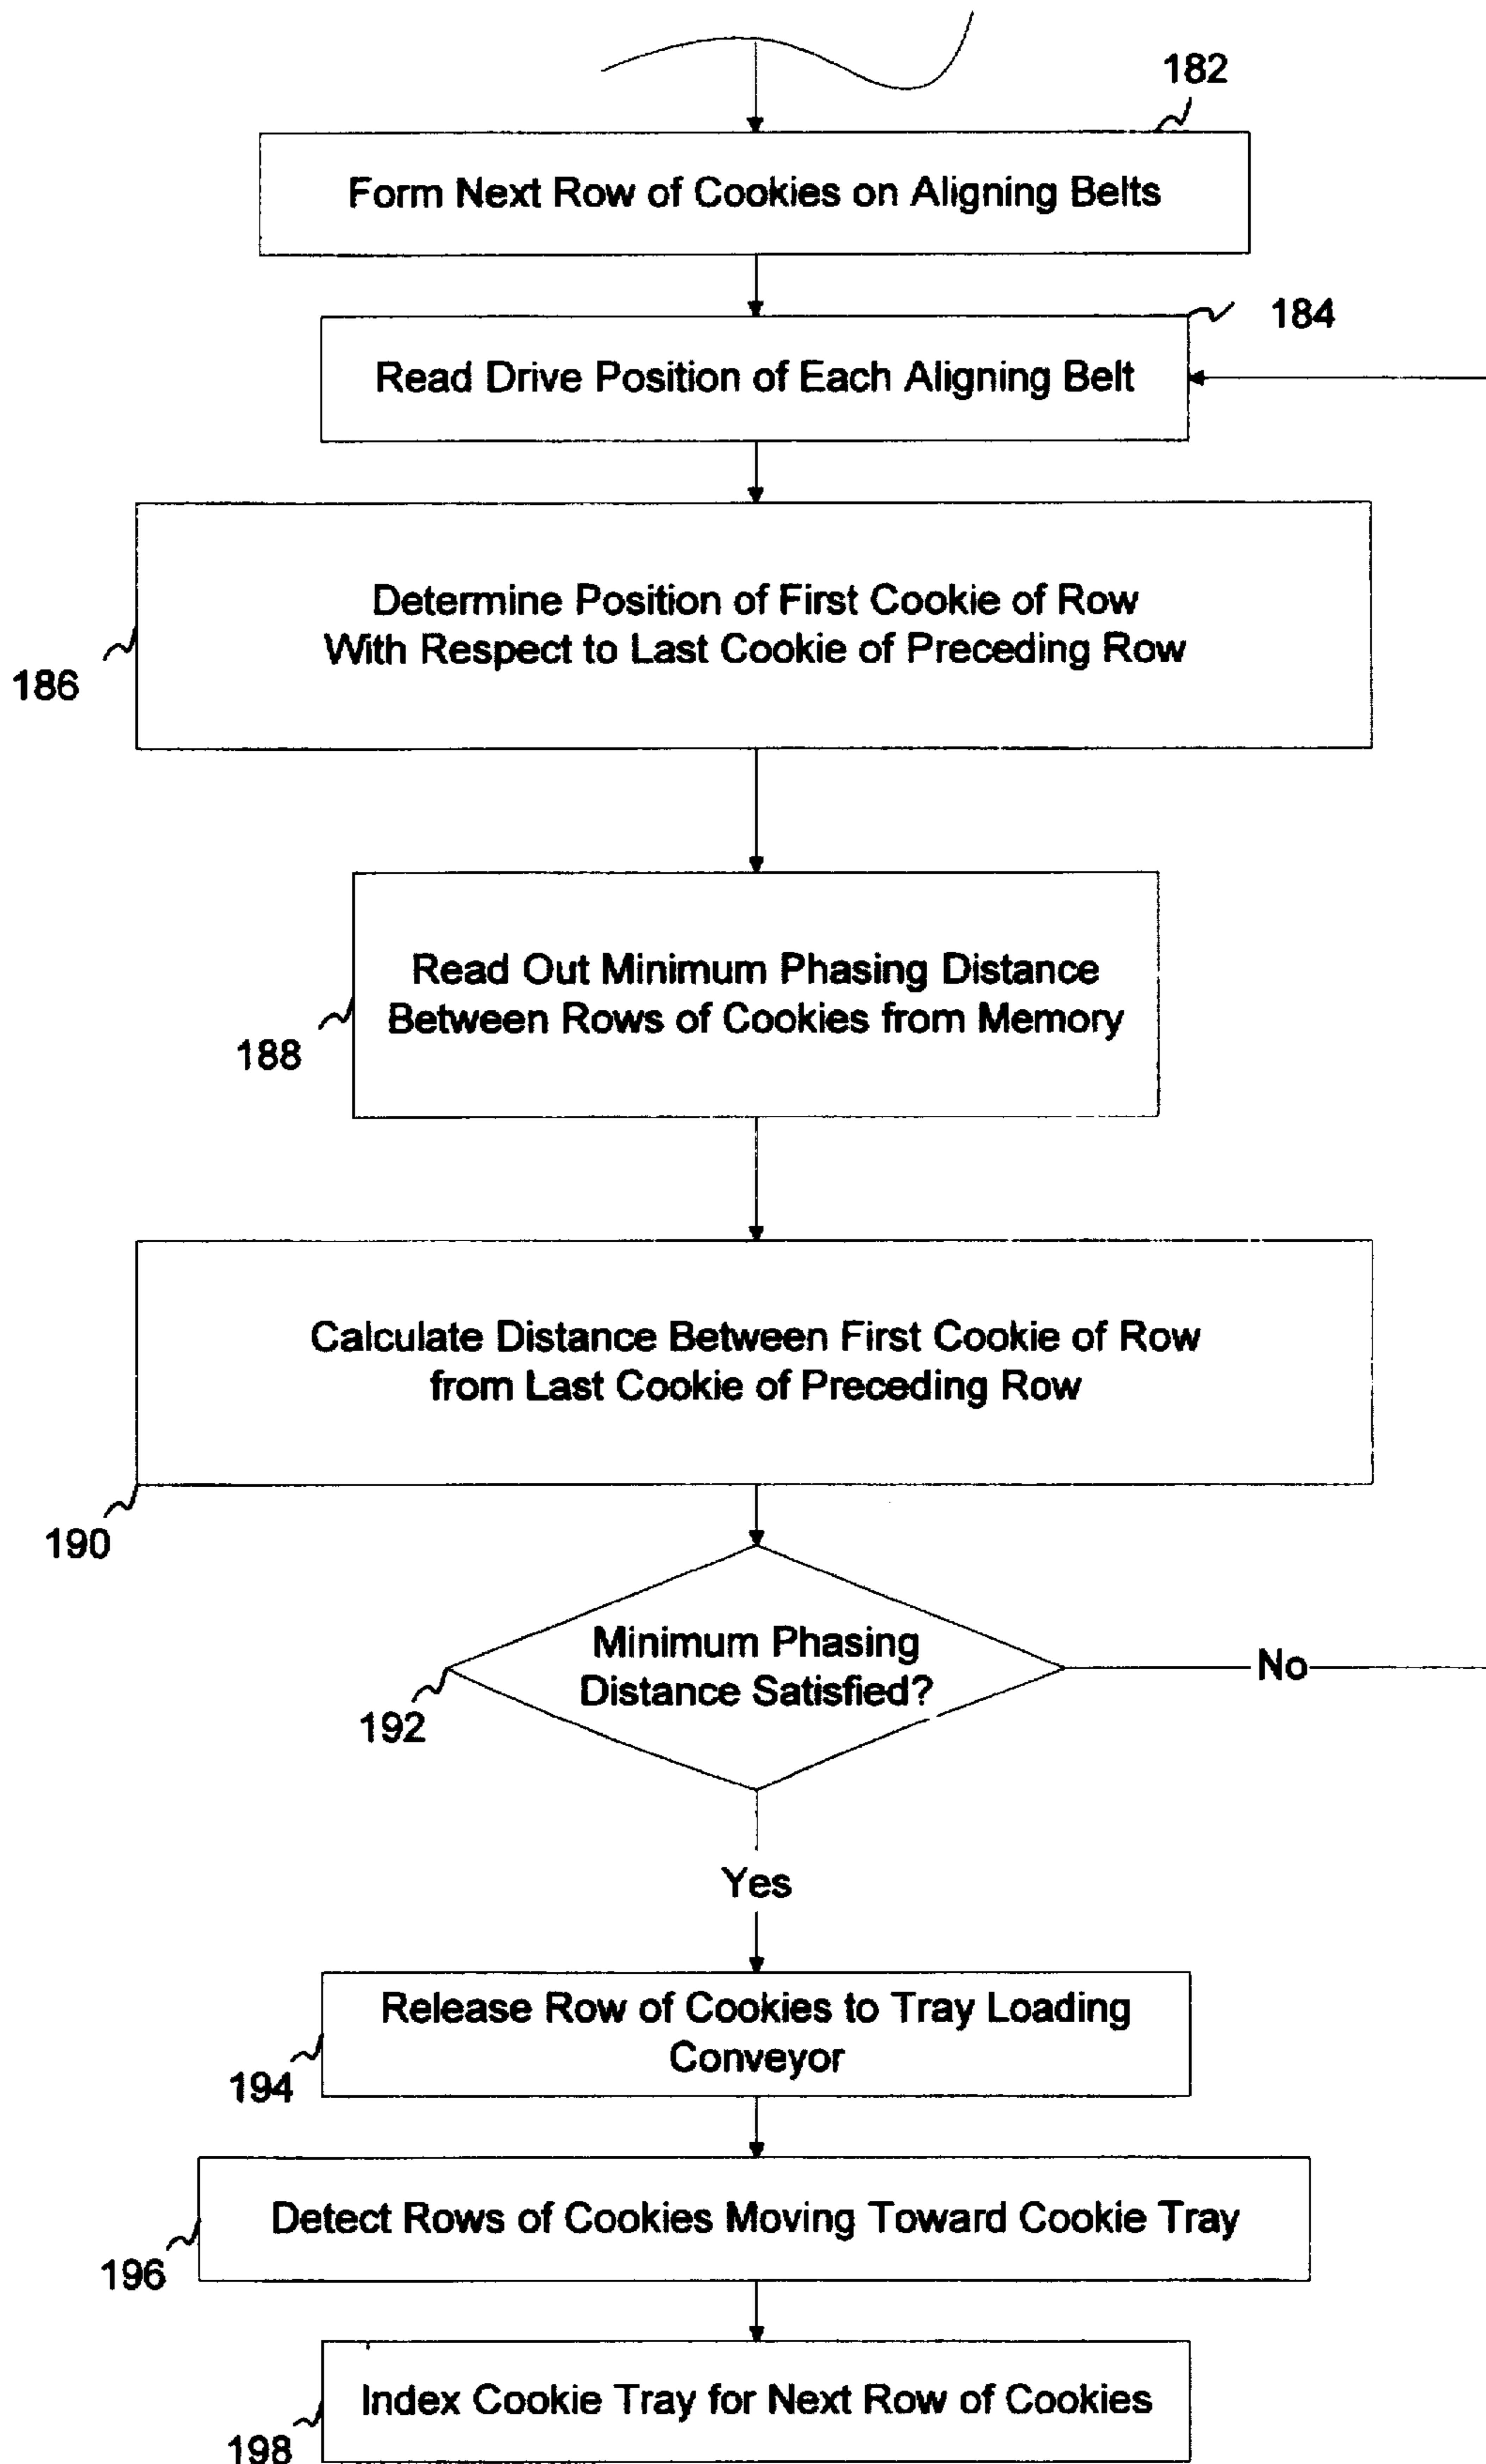 182
Form Next Row of Cookies on Aligning Belts
184
Read Drive Position of Each Aligning Belt
Determine Position of First Cookie of Row
With Respect to Last Cookie of Preceding Row
186
Read Out Minimum Phasing Distance
Between Rows of Cookies from Memory
188
Calculate Distance Between First Cookie of Row
from Last Cookie of Preceding Row
190
Minimum Phasing
Distance Satisfied?
No
192
Yes
Release Row of Cookies to Tray Loading
Conveyor
194
Detect Rows of Cookies Moving Toward Cookie Tray
196
Index Cookie Tray for Next Row of Cookies
198